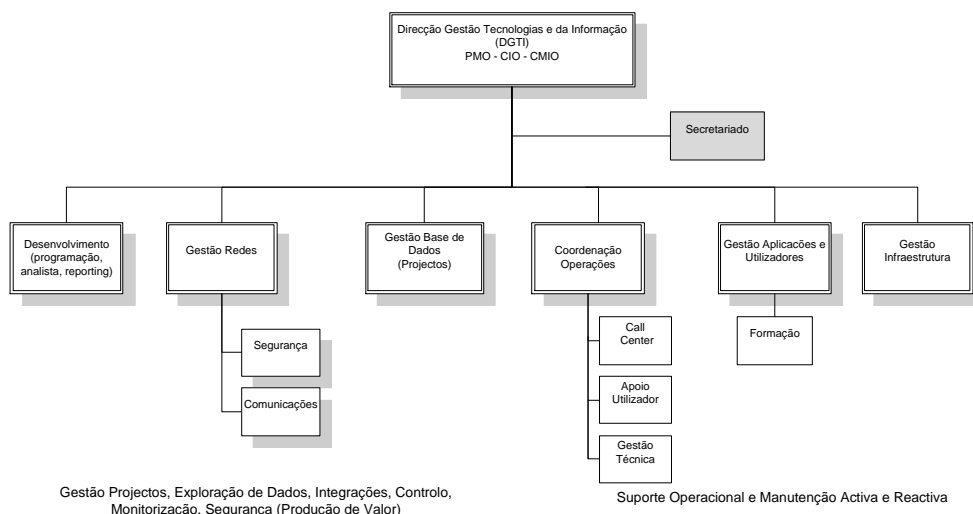 Direcção Gestão Tecnologias e da Informação
(DGTI)
PMO - CIO - CMIO
Secretariado
Desenvolvimento
(programação,
analista, reporting)
Gestão Redes
Gestão Base de
Dados
(Projectos)
Coordenação
Operações
Gestão Aplicacões e
Utilizadores
Gestão
Infraestrutura
Segurança
Comunicações
Call
Center
Apoio
Utilizador
Gestão
Técnica
Formação
Gestão Projectos, Exploração de Dados, Integrações, Controlo,
Monitorização, Segurança (Produção de Valor)
Suporte Operacional e Manutenção Activa e Reactiva